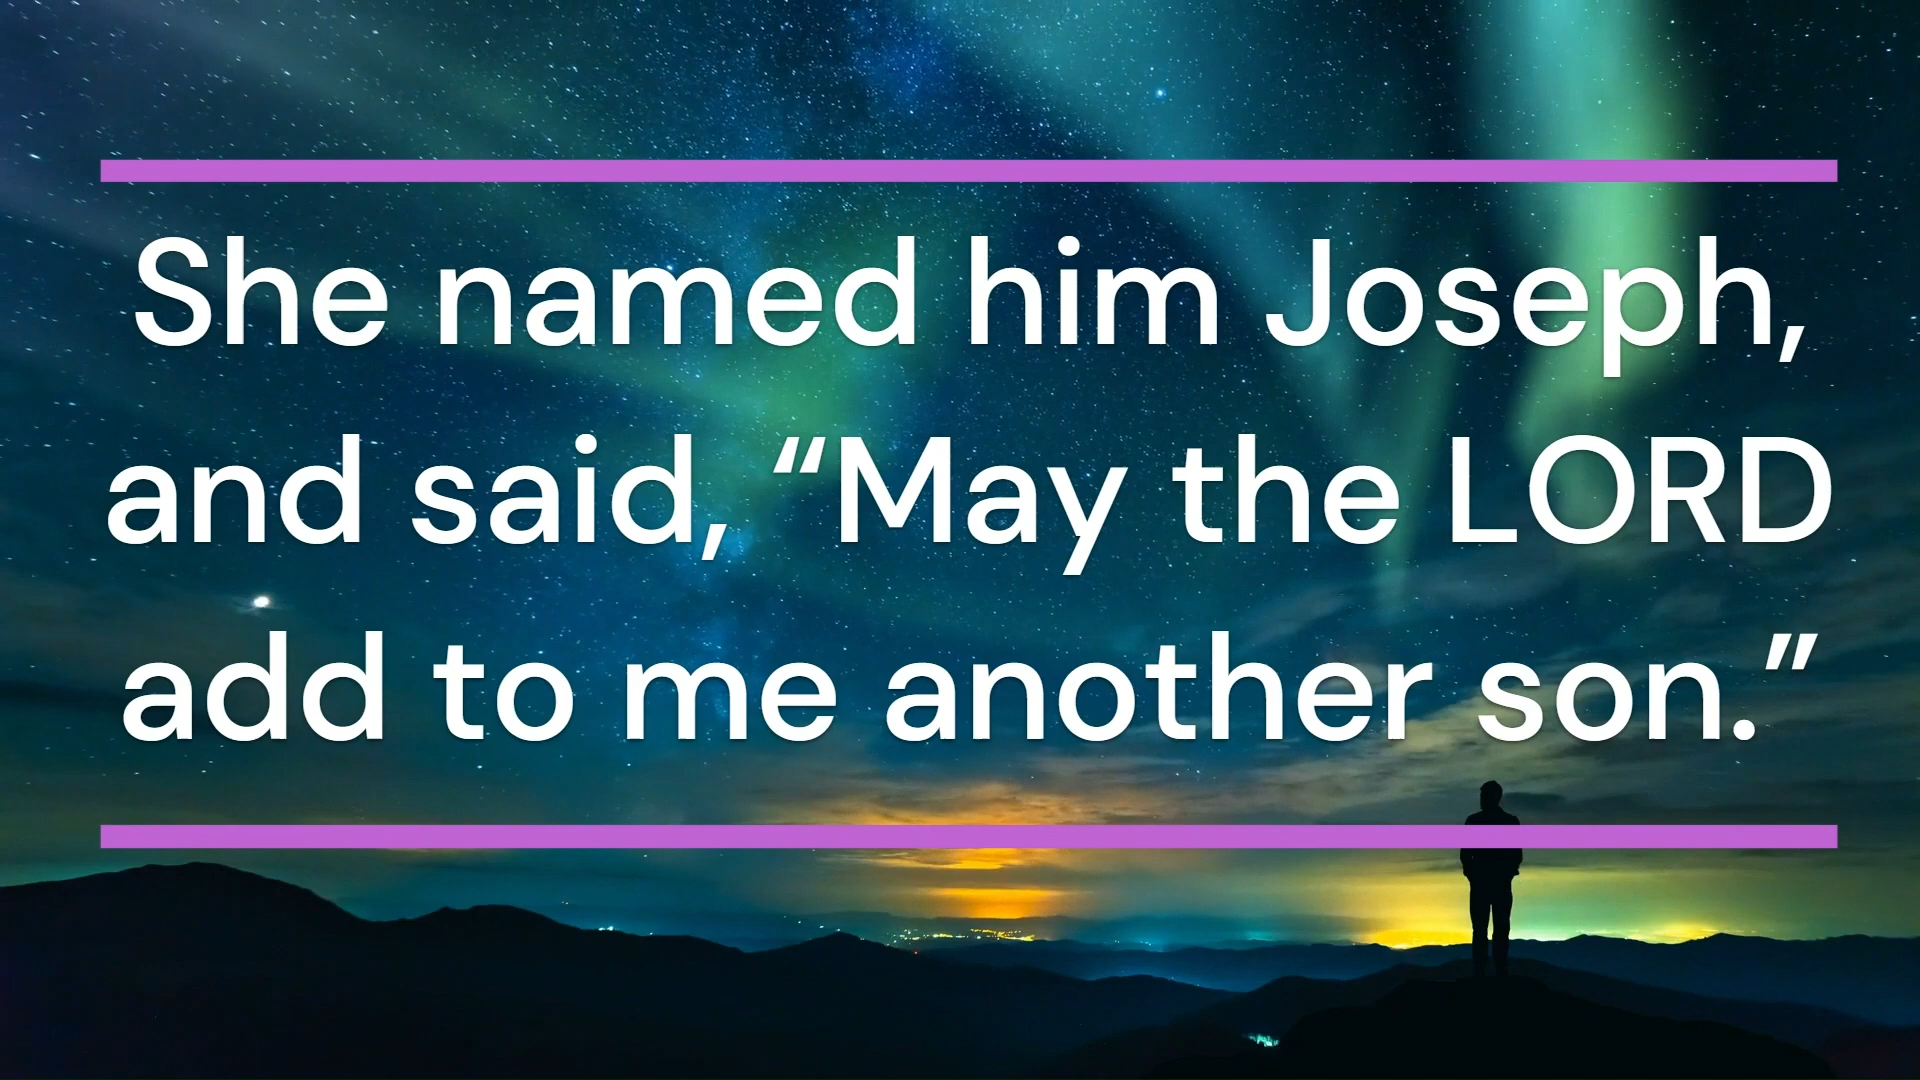 She named him Joseph,
and said, “May the LORD
add to me another son.”